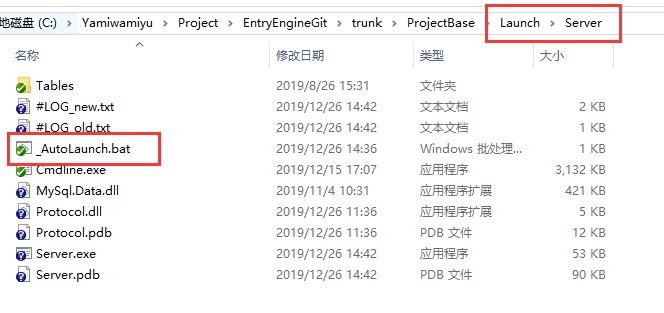 地磁盘 (C:) › Yamiwamiyu › Project › EntryEngineGit › trunk › ProjectBase › Launch › Server
名称 修改日期 类型 大小
Tables 2019/8/26 15:31 文件夹
#LOG_new.txt 2019/12/26 14:42 文本文档 2 KB
#LOG_old.txt 2019/12/26 14:42 文本文档 1 KB
_AutoLaunch.bat 2019/12/26 14:42 Windows 批处理... 1 KB
Cmdline.exe 2019/12/15 17:07 应用程序 3,132 KB
MySql.Data.dll 2019/11/4 10:31 应用程序扩展 421 KB
Protocol.dll 2019/12/26 11:36 应用程序扩展 5 KB
Protocol.pdb 2019/12/26 11:36 PDB 文件 12 KB
Server.exe 2019/12/26 14:42 应用程序 53 KB
Server.pdb 2019/12/26 14:42 PDB 文件 90 KB